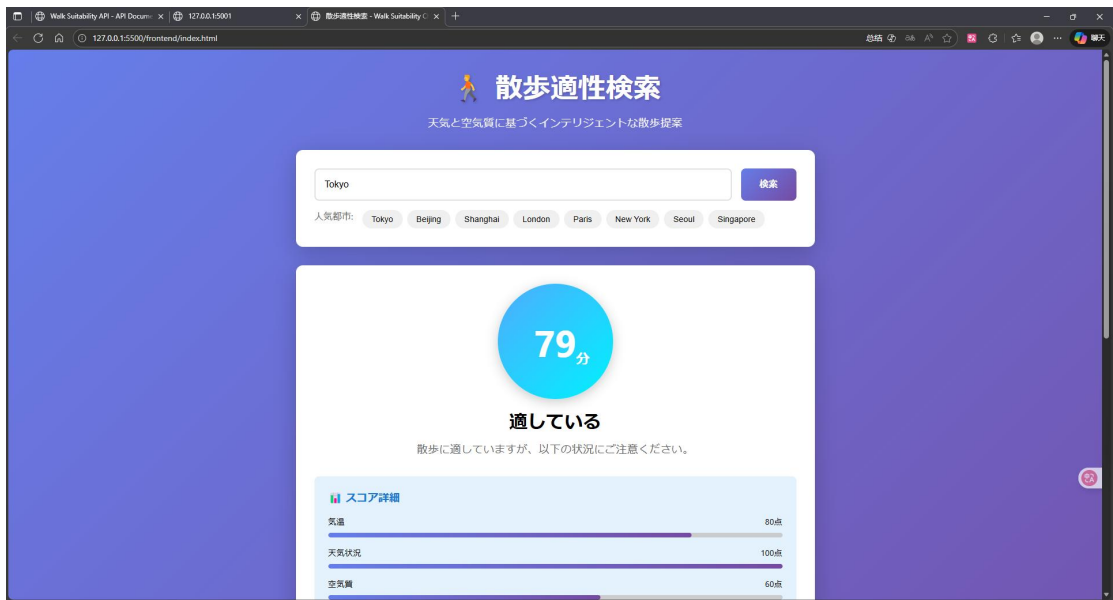 Walk Suitability API - API Docume
127.0.0.1:5001
散歩適性検索 - Walk Suitability C
127.0.0.1:5500/frontend/index.html
总结
聊天
散歩適性検索
天気と空気質に基づくインテリジェントな散歩提案
Tokyo
検索
人気都市: Tokyo Beijing Shanghai London Paris New York Seoul Singapore
79分
適している
散歩に適していますが、以下の状況にご注意ください。
スコア詳細
気温 80点
天気状況 100点
空気質 60点